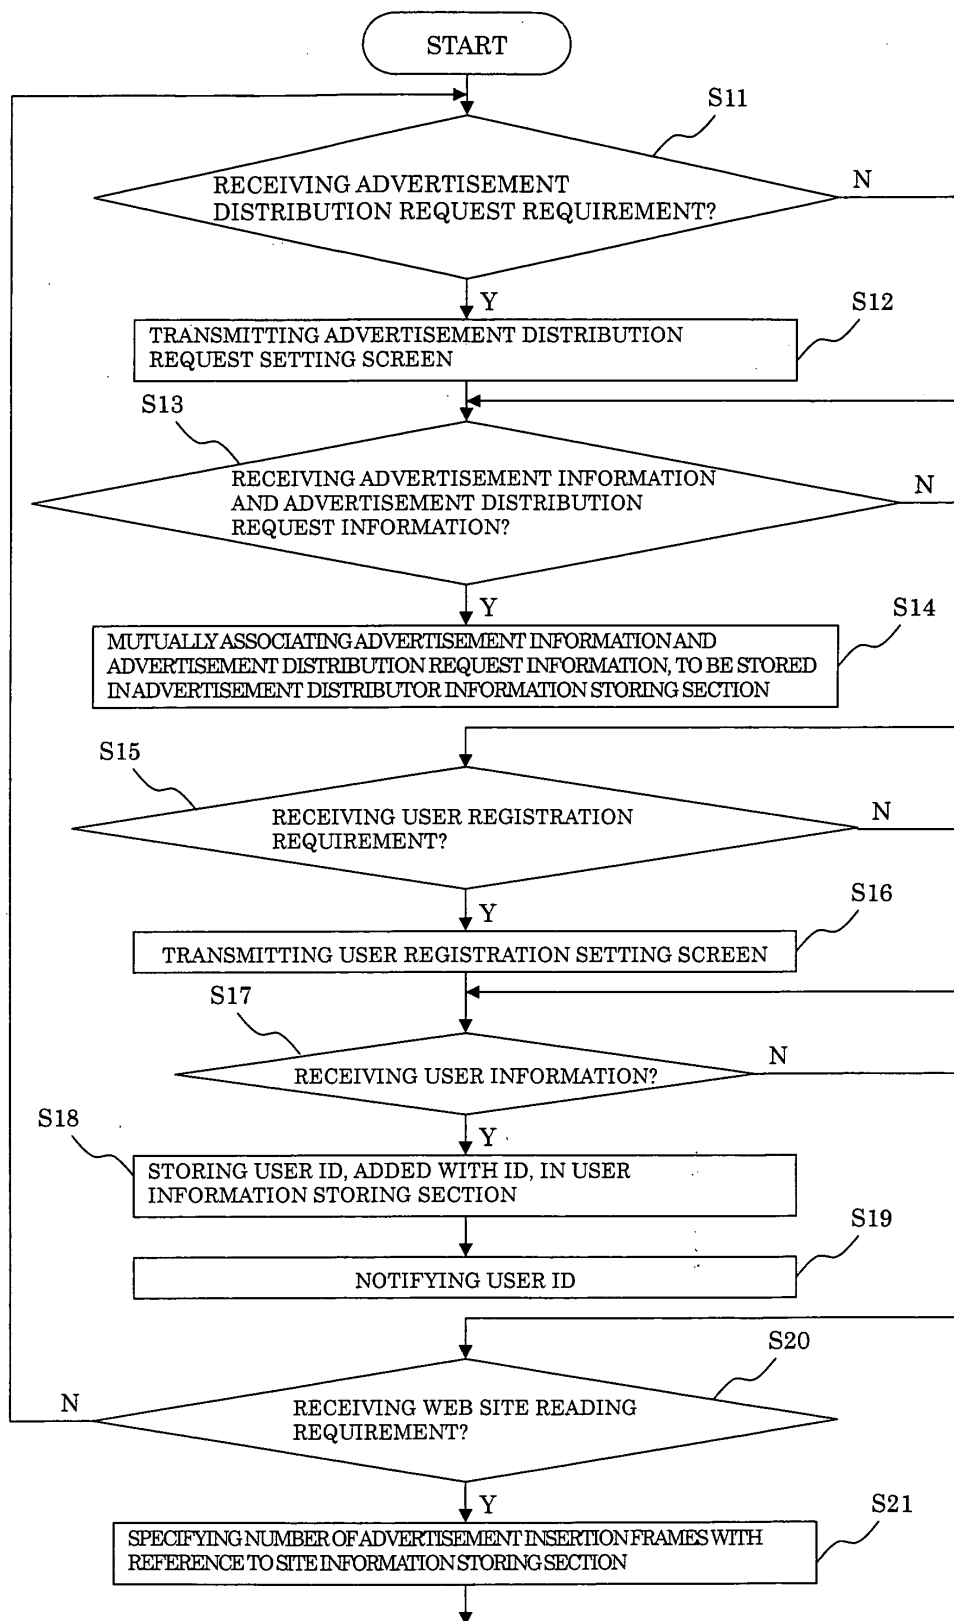 START
S11
RECEIVING ADVERTISEMENT
DISTRIBUTION REQUEST REQUIREMENT?
N
Y
S12
TRANSMITTING ADVERTISEMENT DISTRIBUTION
REQUEST SETTING SCREEN
S13
RECEIVING ADVERTISEMENT INFORMATION
AND ADVERTISEMENT DISTRIBUTION
REQUEST INFORMATION?
N
Y
S14
MUTUALLY ASSOCIATING ADVERTISEMENT INFORMATION AND
ADVERTISEMENT DISTRIBUTION REQUEST INFORMATION, TO BE STORED
IN ADVERTISEMENT DISTRIBUTOR INFORMATION STORING SECTION
S15
RECEIVING USER REGISTRATION
REQUIREMENT?
N
Y
S16
TRANSMITTING USER REGISTRATION SETTING SCREEN
S17
RECEIVING USER INFORMATION?
N
Y
S18
STORING USER ID, ADDED WITH ID, IN USER
INFORMATION STORING SECTION
S19
NOTIFYING USER ID
S20
RECEIVING WEB SITE READING
REQUIREMENT?
N
Y
S21
SPECIFYING NUMBER OF ADVERTISEMENT INSERTION FRAMES WITH
REFERENCE TO SITE INFORMATION STORING SECTION